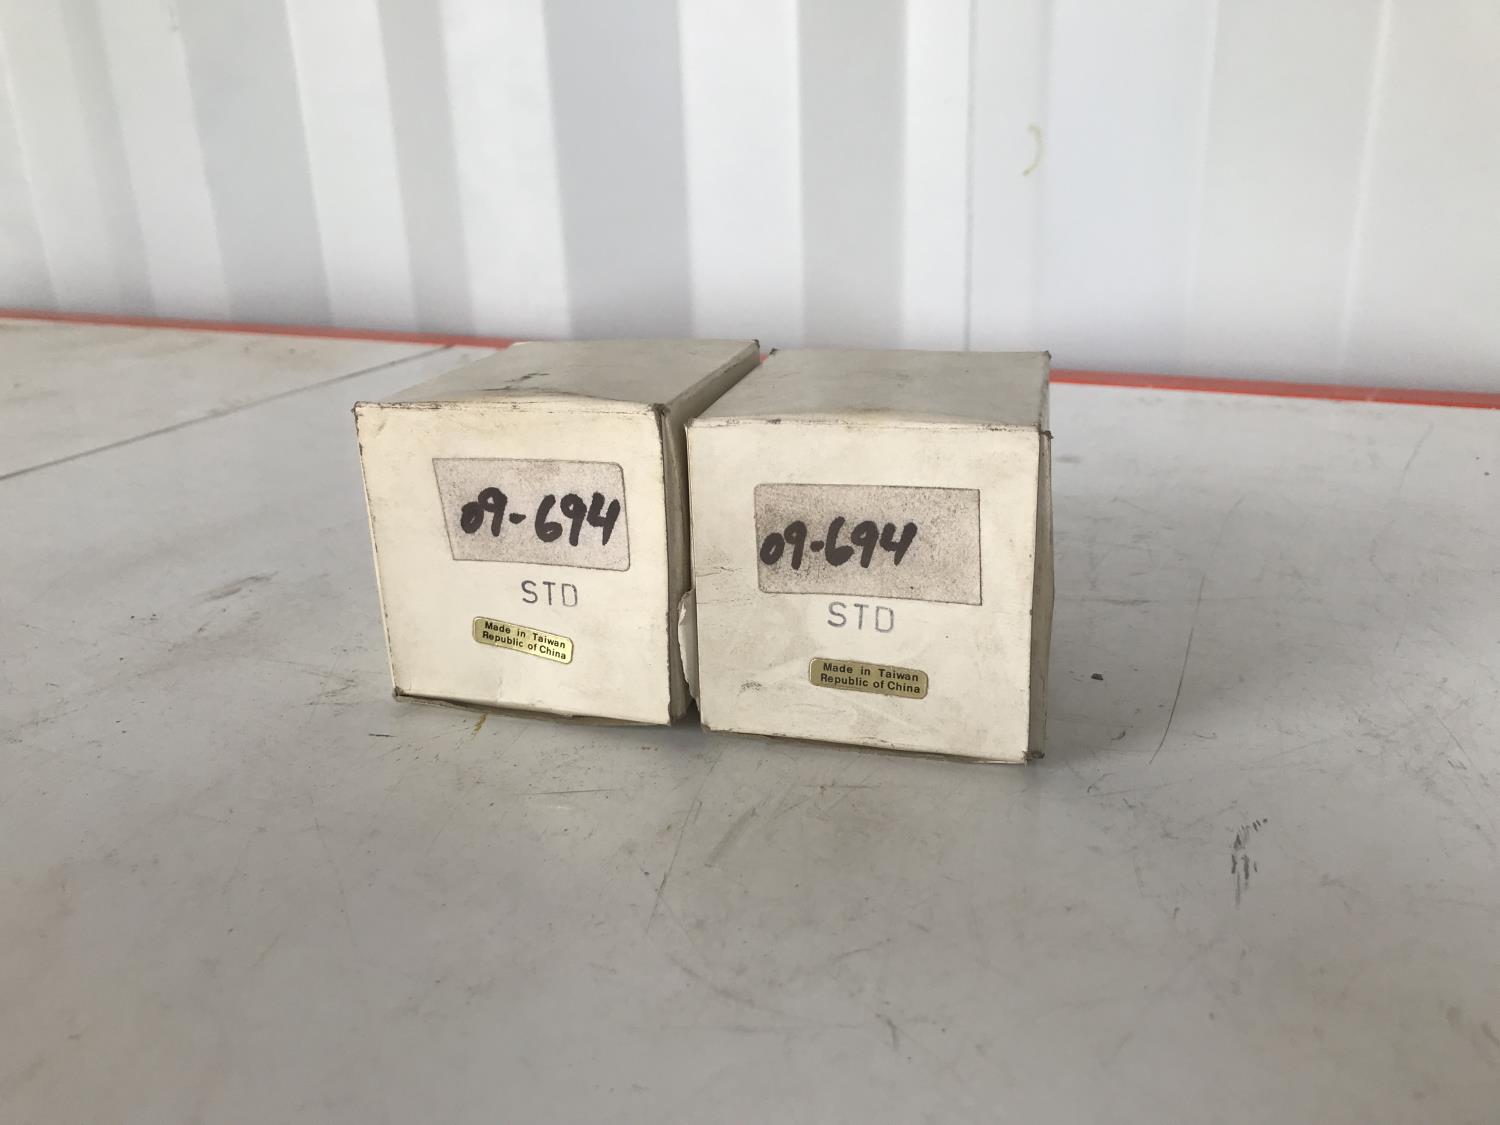 09-694
STD
Made in Taiwan
Republic of China
09-694
STD
Made in Taiwan
Republic of China